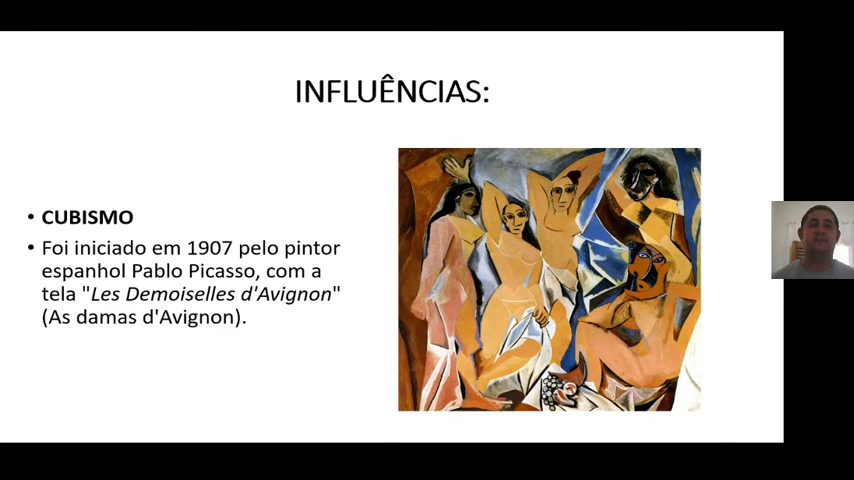 INFLUÊNCIAS:
• CUBISMO
• Foi iniciado em 1907 pelo pintor
espanhol Pablo Picasso, com a
tela "Les Demoiselles d'Avignon"
(As damas d'Avignon).